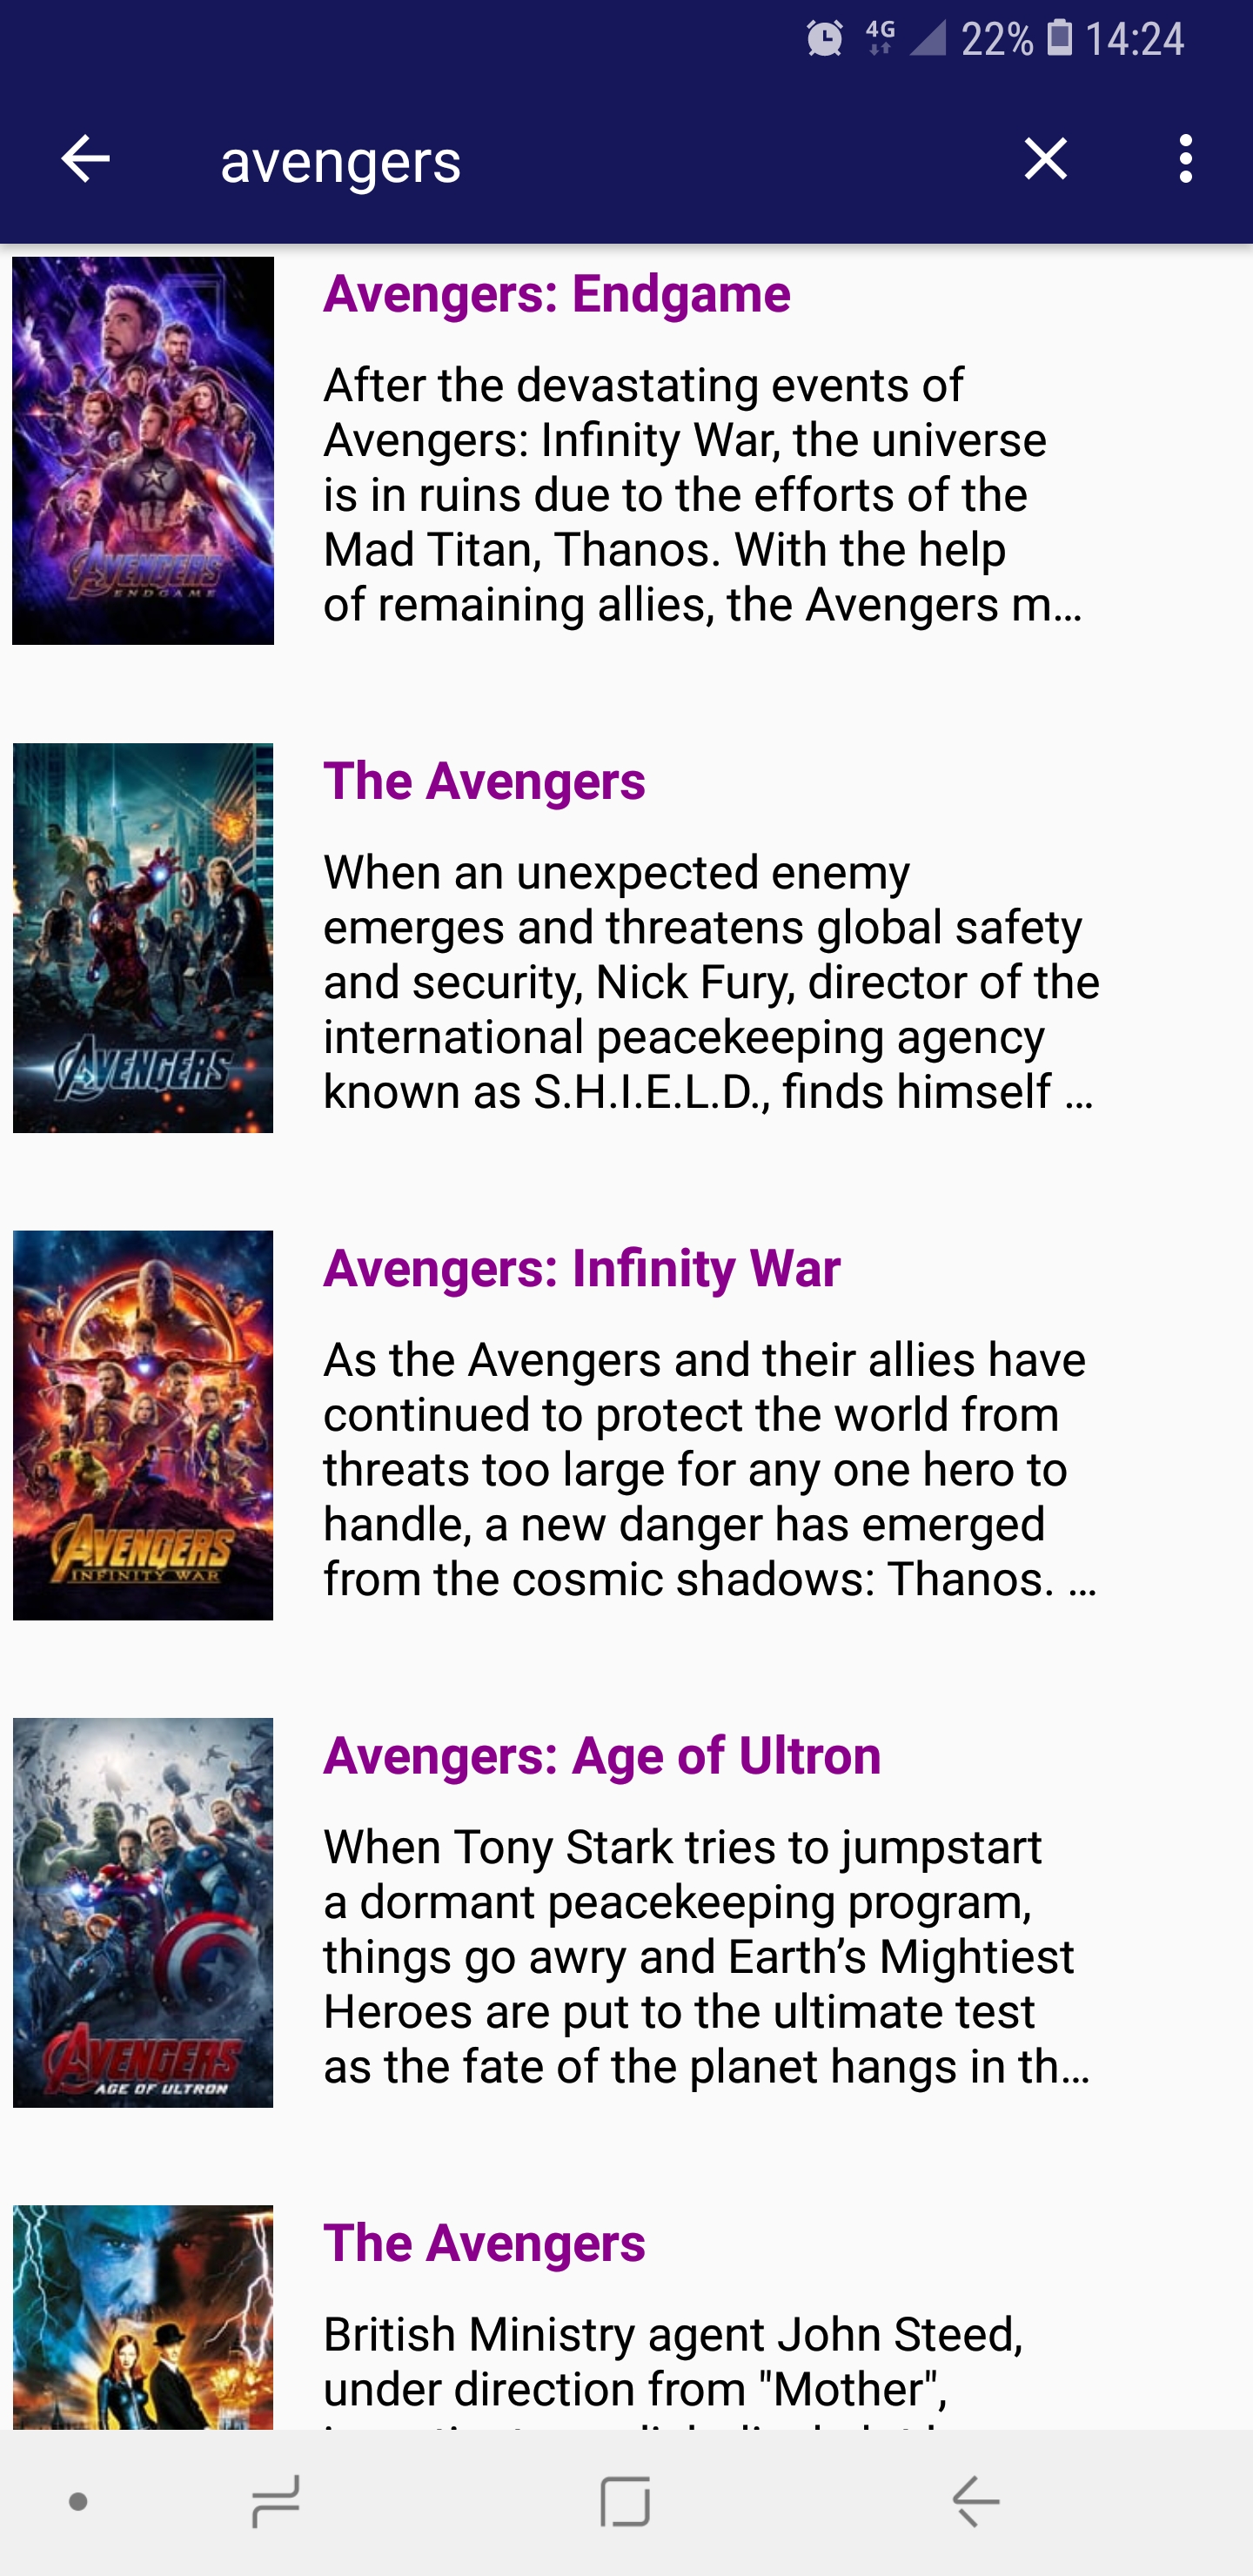 4G 22% 14:24
avengers
Avengers: Endgame
After the devastating events of
Avengers: Infinity War, the universe
is in ruins due to the efforts of the
Mad Titan, Thanos. With the help
of remaining allies, the Avengers m...
AVENGERS
ENDGAME
The Avengers
When an unexpected enemy
emerges and threatens global safety
and security, Nick Fury, director of the
international peacekeeping agency
known as S.H.I.E.L.D., finds himself ...
AVENGERS
Avengers: Infinity War
As the Avengers and their allies have
continued to protect the world from
threats too large for any one hero to
handle, a new danger has emerged
from the cosmic shadows: Thanos. ...
AVENGERS
INFINITY WAR
Avengers: Age of Ultron
When Tony Stark tries to jumpstart
a dormant peacekeeping program,
things go awry and Earth’s Mightiest
Heroes are put to the ultimate test
as the fate of the planet hangs in th...
AVENGERS
AGE OF ULTRON
The Avengers
British Ministry agent John Steed,
under direction from "Mother",